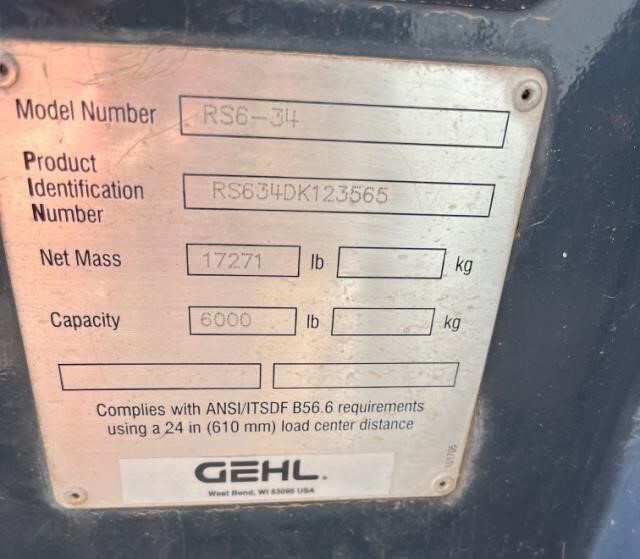 Model Number RS6-34
Product
Identification
Number RS634DK123565
Net Mass 17271 lb kg
Capacity 6000 lb kg
Complies with ANSI/ITSDF B56.6 requirements
using a 24 in (610 mm) load center distance
101705
GEHL.
West Bend, WI 53095 USA